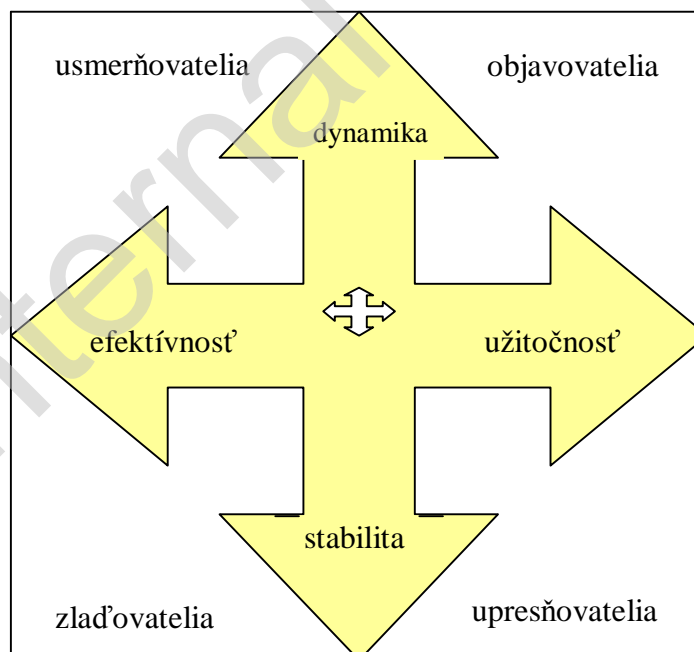 usmerňovatelia objavovatelia
dynamika
efektívnosť užitočnosť
stabilita
zlaďovatelia upresňovatelia